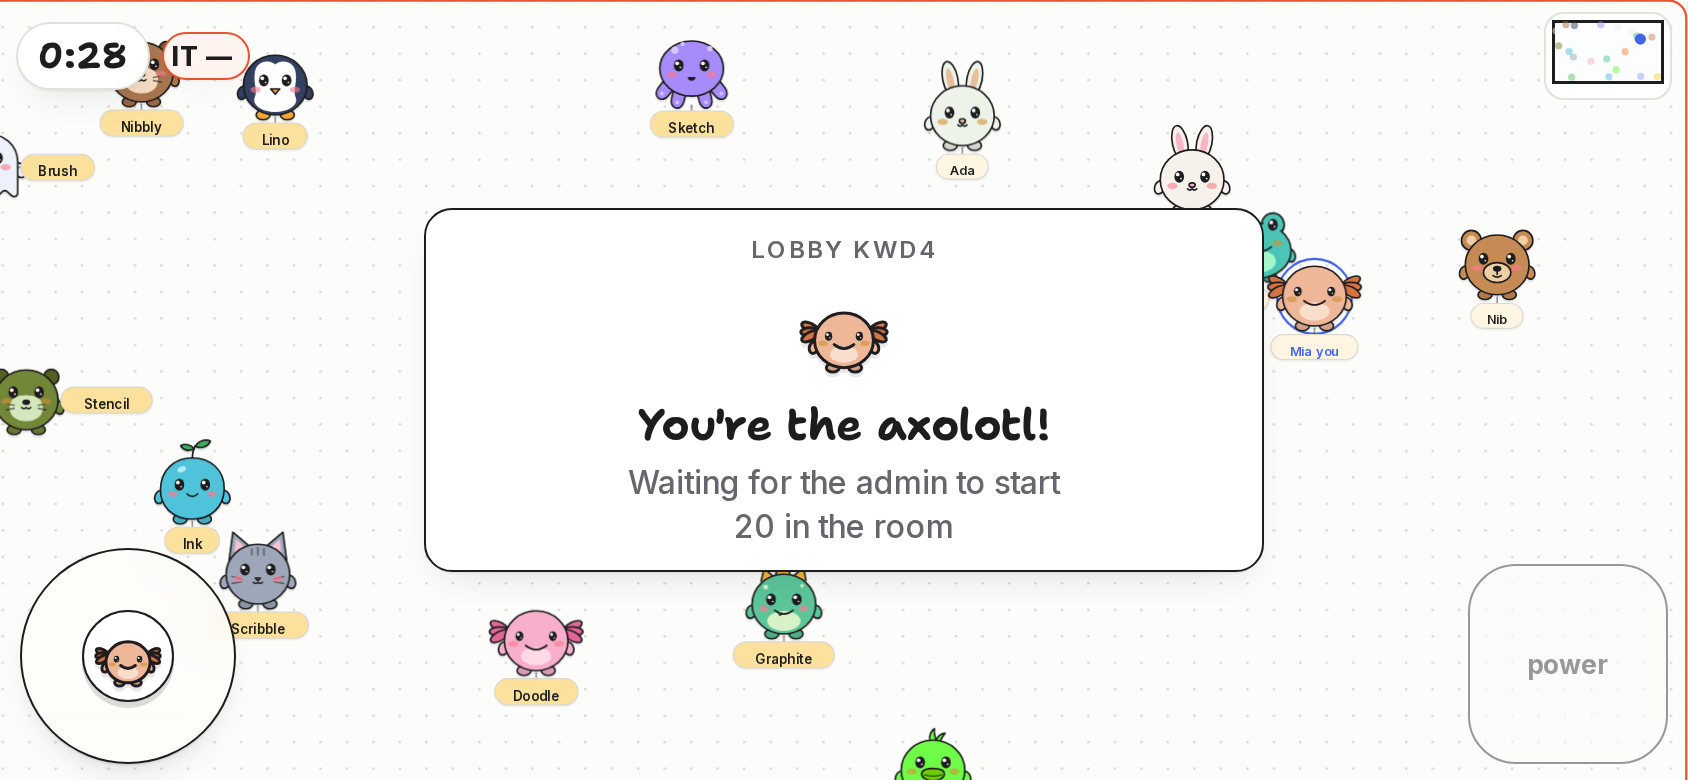 0:28
IT —
Nibbly
Lino
Sketch
Ada
Brush
LOBBY KWD4
Nib
Mia you
Stencil
You're the axolotl!
Waiting for the admin to start
20 in the room
Ink
Scribble
Graphite
Doodle
power